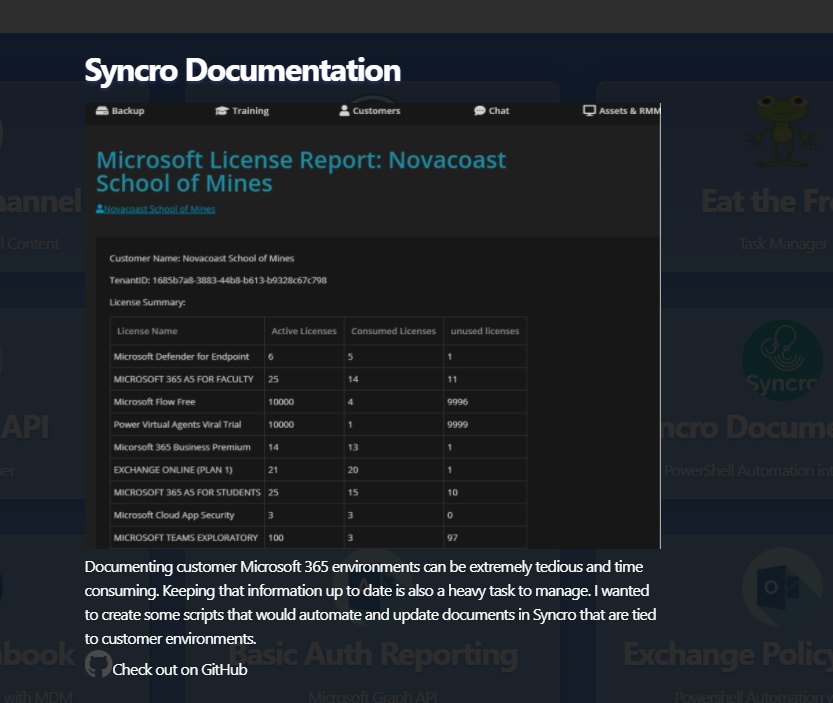 Syncro Documentation
Backup Training Customers Chat Assets & RMM
Microsoft License Report: Novacoast
School of Mines
Novacoast School of Mines
Customer Name: Novacoast School of Mines
TenantID: 1685b7a8-3883-44b8-b613-b9328c67c798
License Summary:
License Name Active Licenses Consumed Licenses unused licenses
Microsoft Defender for Endpoint 6 5 1
MICROSOFT 365 A5 FOR FACULTY 25 14 11
Microsoft Flow Free 10000 4 9996
Power Virtual Agents Viral Trial 10000 1 9999
Micorsoft 365 Business Premium 14 13 1
EXCHANGE ONLINE (PLAN 1) 21 20 1
MICROSOFT 365 A5 FOR STUDENTS 25 15 10
Microsoft Cloud App Security 3 3 0
MICROSOFT TEAMS EXPLORATORY 100 3 97
Documenting customer Microsoft 365 environments can be extremely tedious and time
consuming. Keeping that information up to date is also a heavy task to manage. I wanted
to create some scripts that would automate and update documents in Syncro that are tied
to customer environments.
Check out on GitHub
hannel
l Content
Eat the Fr
Task Manager
API
er
Syncro
ncro Docume
PowerShell Automation int
book
with MDM
Basic Auth Reporting
Microsoft Graph API
Exchange Policy
Powershell Automation w